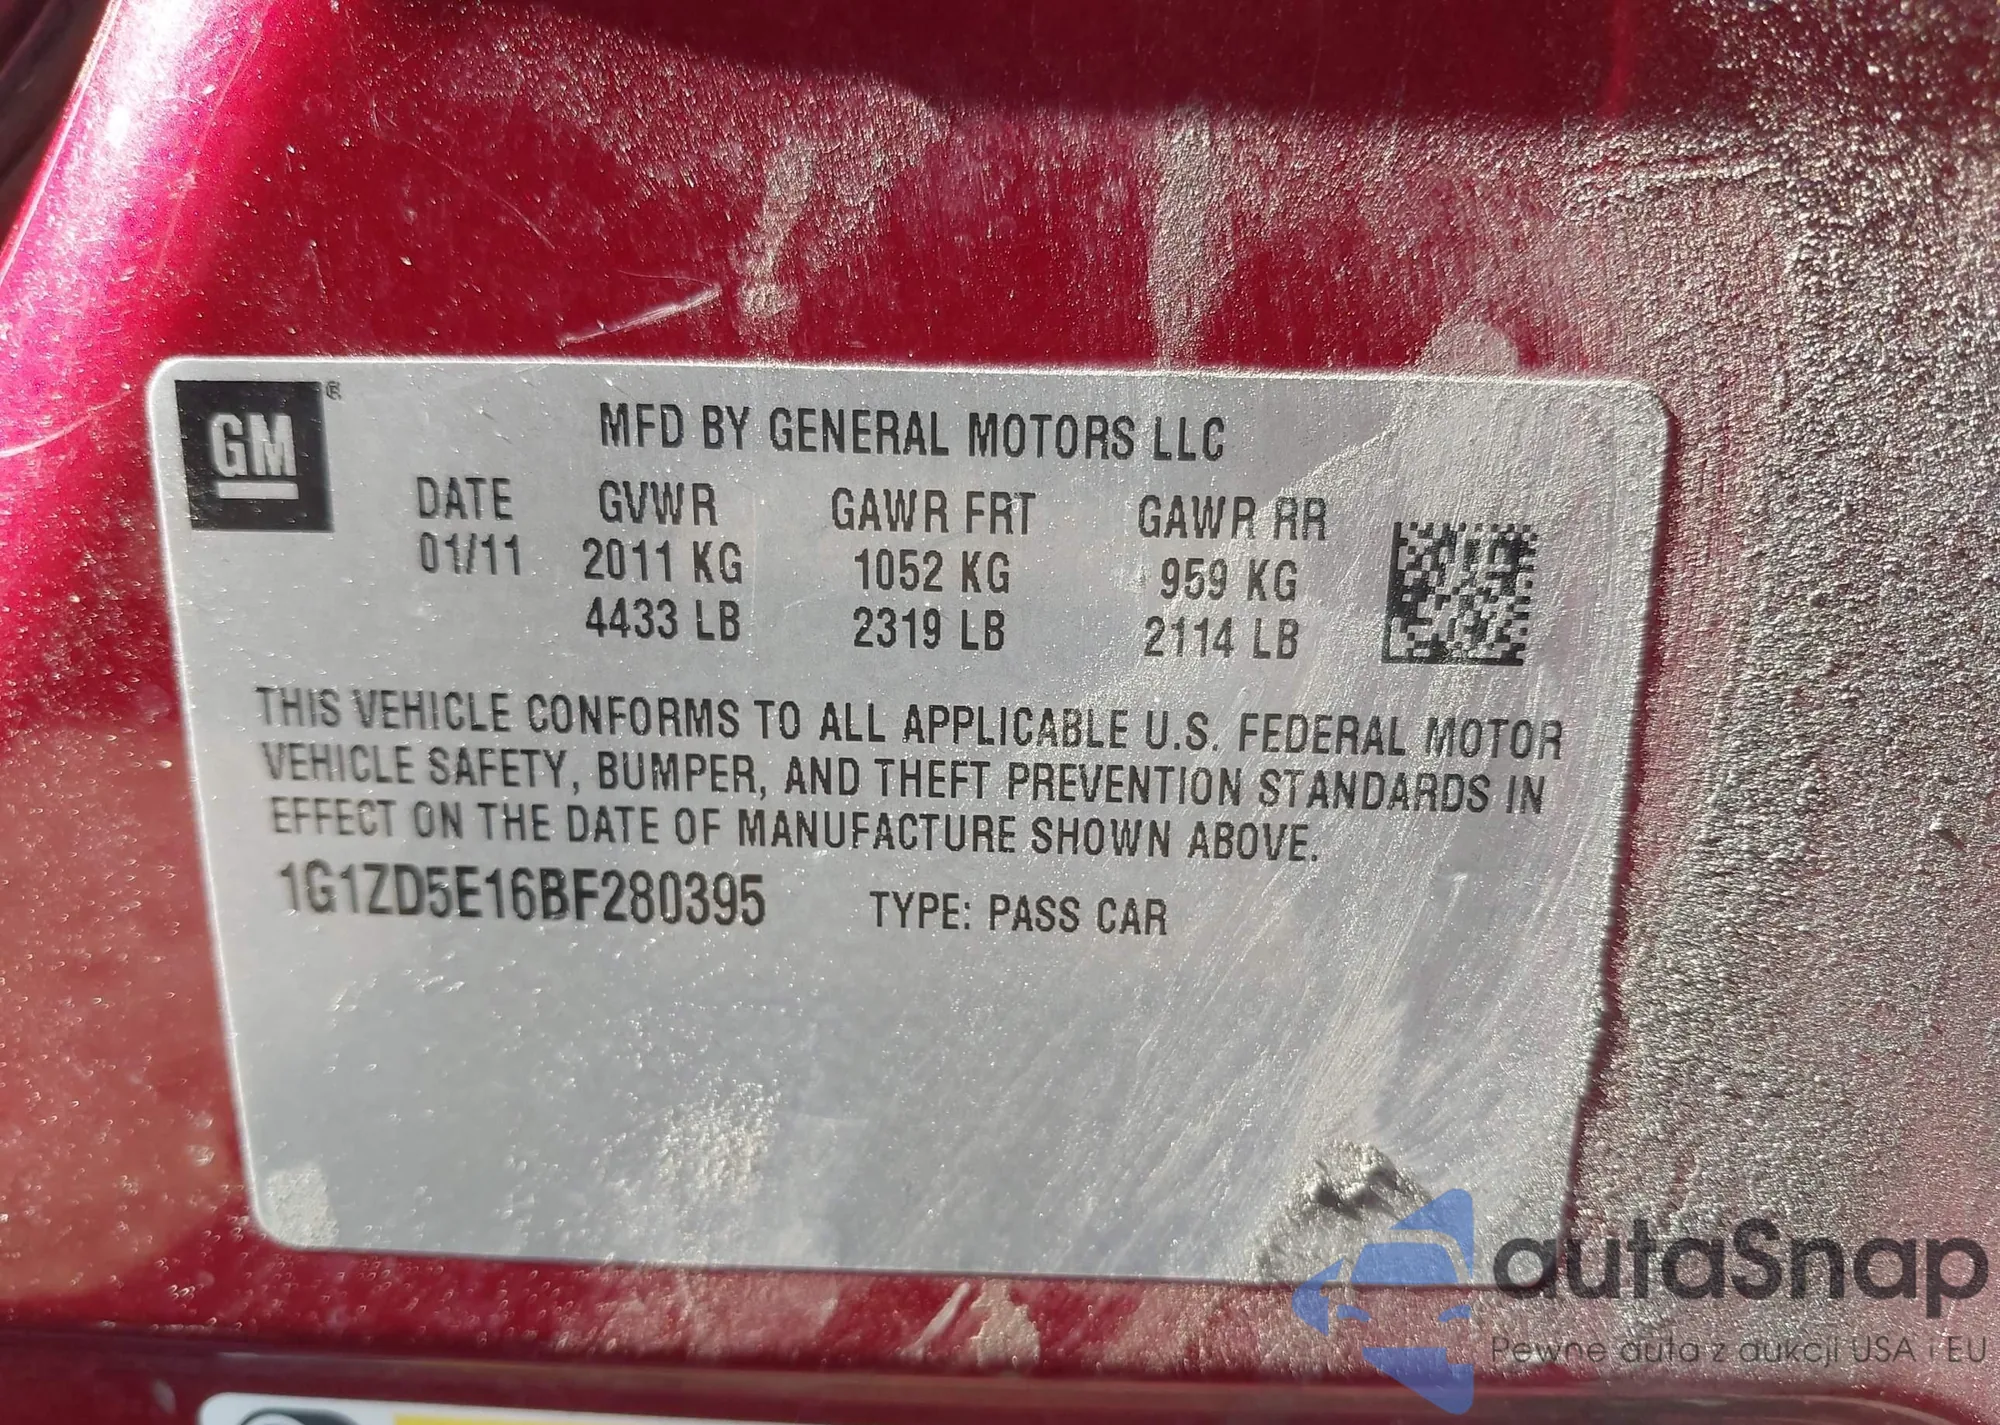 GM ®
MFD BY GENERAL MOTORS LLC
DATE GVWR GAWR FRT GAWR RR
01/11 2011 KG 1052 KG 959 KG
4433 LB 2319 LB 2114 LB
THIS VEHICLE CONFORMS TO ALL APPLICABLE U.S. FEDERAL MOTOR
VEHICLE SAFETY, BUMPER, AND THEFT PREVENTION STANDARDS IN
EFFECT ON THE DATE OF MANUFACTURE SHOWN ABOVE.
1G1ZD5E16BF280395 TYPE: PASS CAR
autaSnap
Pewne auta z aukcji USA i EU